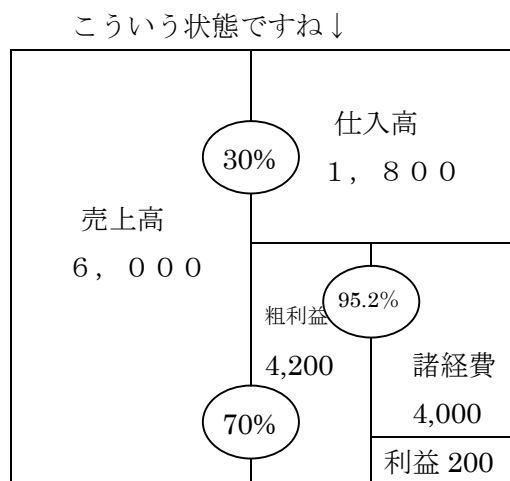 こういう状態ですね↓
仕入高
30%
１，８００
売上高
６，０００
95.2%
粗利益
4,200
諸経費
4,000
70%
利益 200